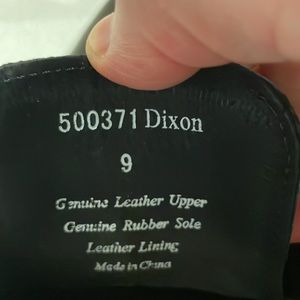 500371 Dixon
9
Genuine Leather Upper
Genuine Rubber Sole
Leather Lining
Made in China